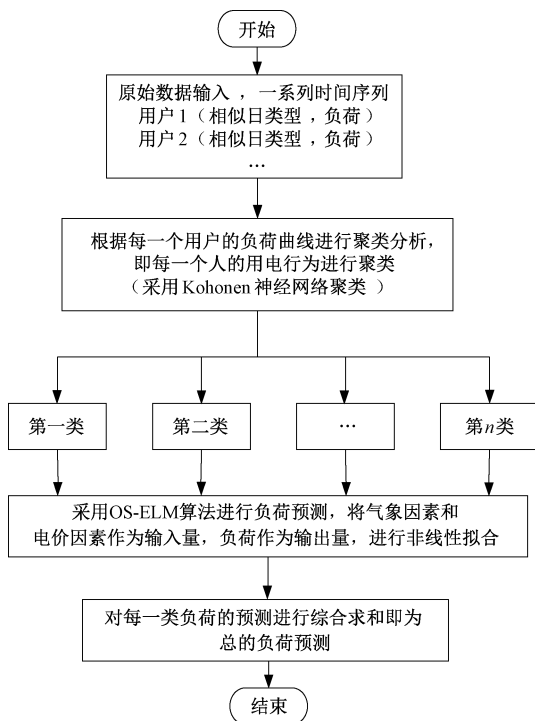 开始
原始数据输入 ，一系列时间序列
用户1（相似日类型 ，负荷）
用户2（相似日类型 ，负荷）
…
根据每一个用户的负荷曲线进行聚类分析，
即每一个人的用电行为进行聚类
（采用Kohonen神经网络聚类 ）
第一类
第二类
…
第n类
采用OS-ELM算法进行负荷预测，将气象因素和
电价因素作为输入量，负荷作为输出量，进行非线性拟合
对每一类负荷的预测进行综合求和即为
总的负荷预测
结束